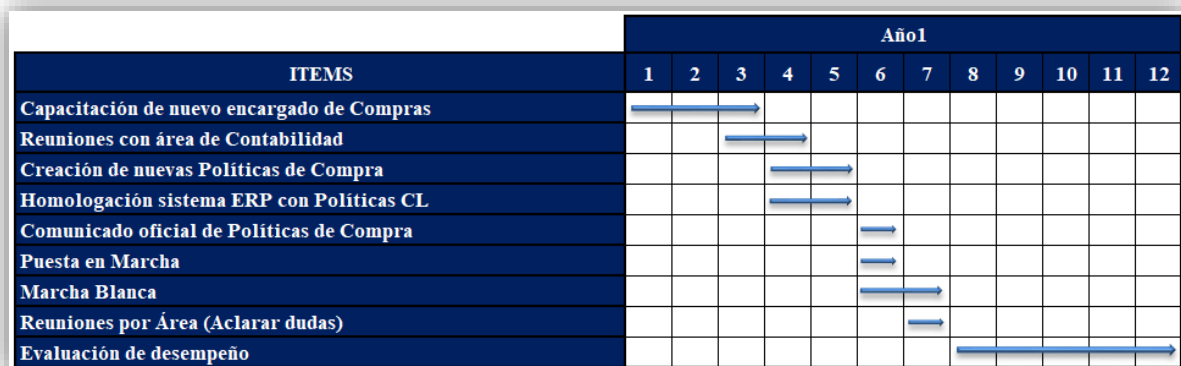 Año1
ITEMS 1 2 3 4 5 6 7 8 9 10 11 12
Capacitación de nuevo encargado de Compras
Reuniones con área de Contabilidad
Creación de nuevas Políticas de Compra
Homologación sistema ERP con Políticas CL
Comunicado oficial de Políticas de Compra
Puesta en Marcha
Marcha Blanca
Reuniones por Área (Aclarar dudas)
Evaluación de desempeño